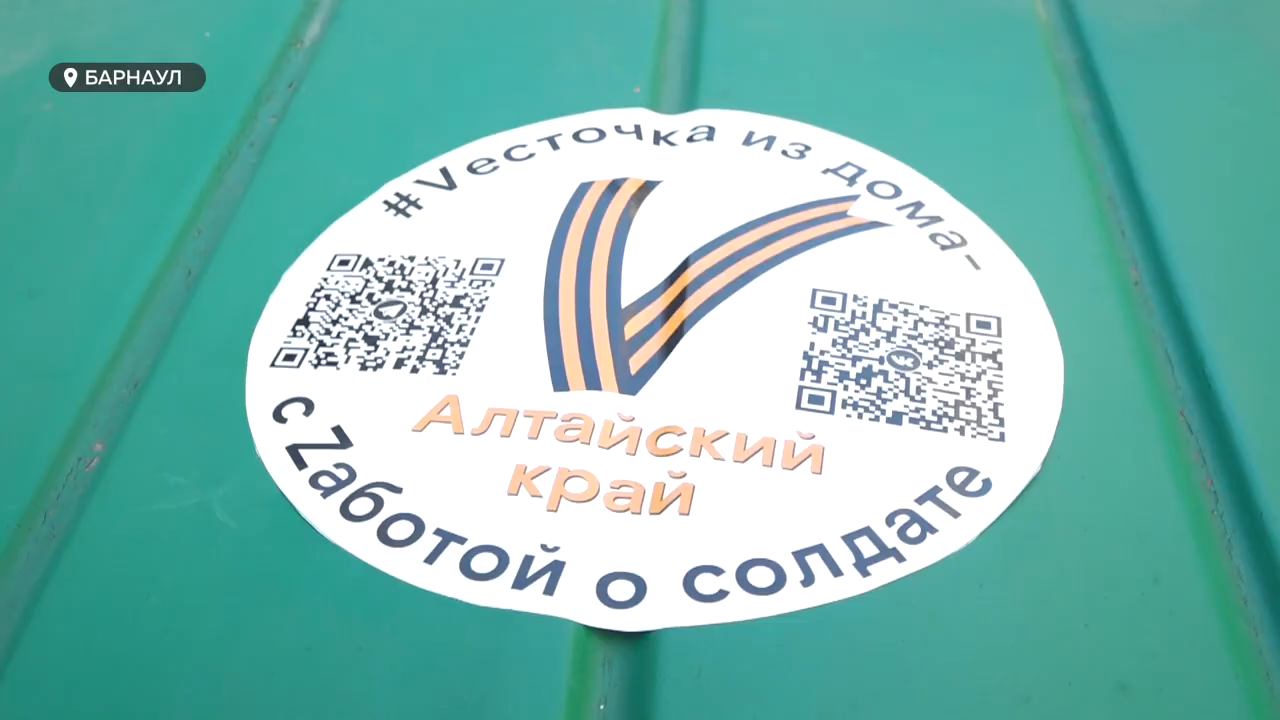 БАРНАУЛ
#Vесточка из дома-
Алтайский
край
с Zаботой о солдате